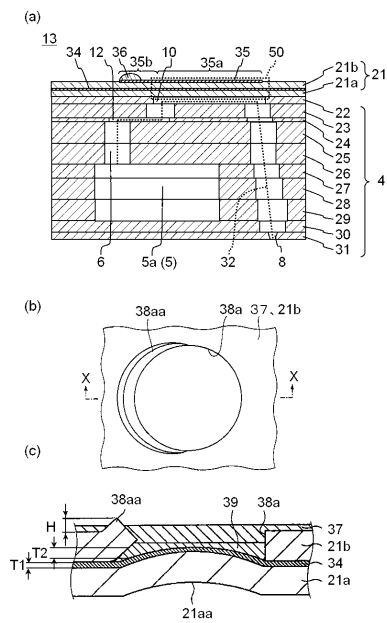 (a)
13
34 12 36 35b 10 35a 35 50
21b
21a
21
22
23
24
25
26
27
28
29
30
31
4
6 5a (5) 32 8
(b)
38aa 38a 37、21b
X X
(c)
38aa 39 38a
H
T2
T1
37
21b
34
21a
21aa